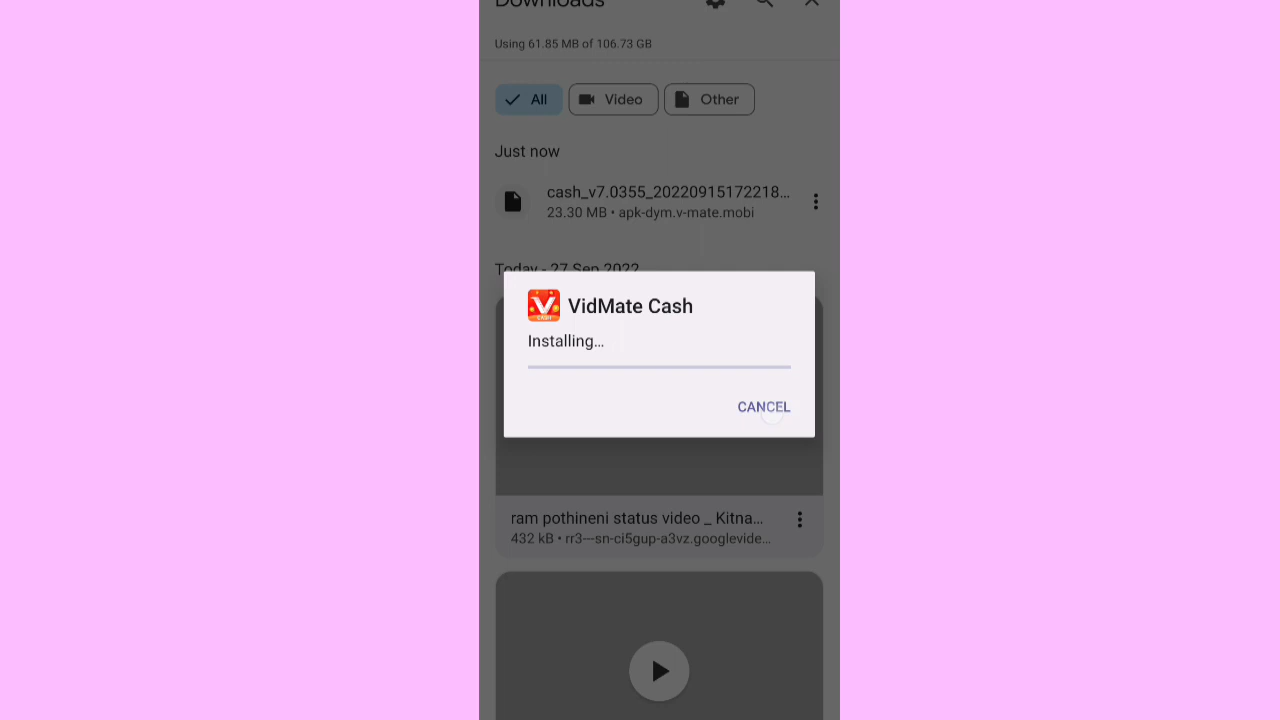 Downloads
Using 61.85 MB of 106.73 GB
All
Video
Other
Just now
cash_v7.0355_20220915172218...
23.30 MB • apk-dym.v-mate.mobi
Today - 27 Sep 2022
VidMate Cash
CASH
Installing...
CANCEL
ram pothineni status video _ Kitna...
432 kB • rr3---sn-ci5gup-a3vz.googlevide...